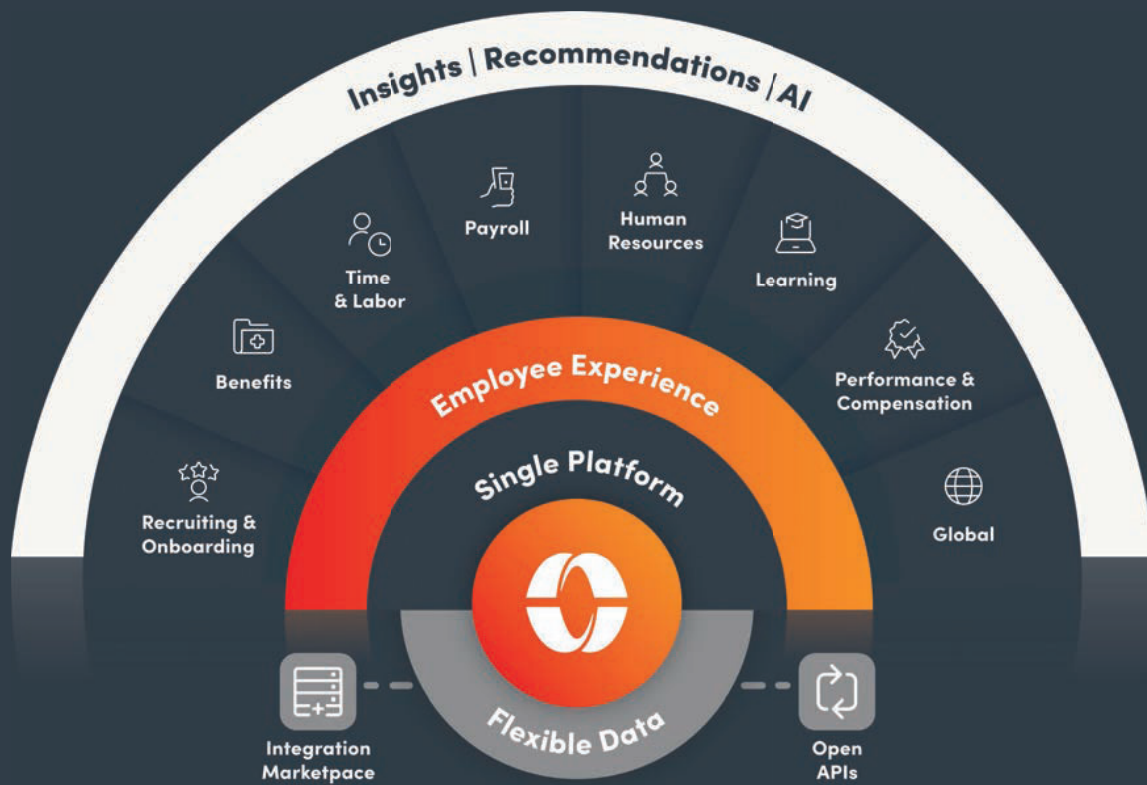 Insights | Recommendations | AI
Payroll
Human
Resources
Time
& Labor
Learning
Benefits
Performance &
Compensation
Employee Experience
Single Platform
Recruiting &
Onboarding
Global
Flexible Data
Integration
Marketpace
Open
APIs